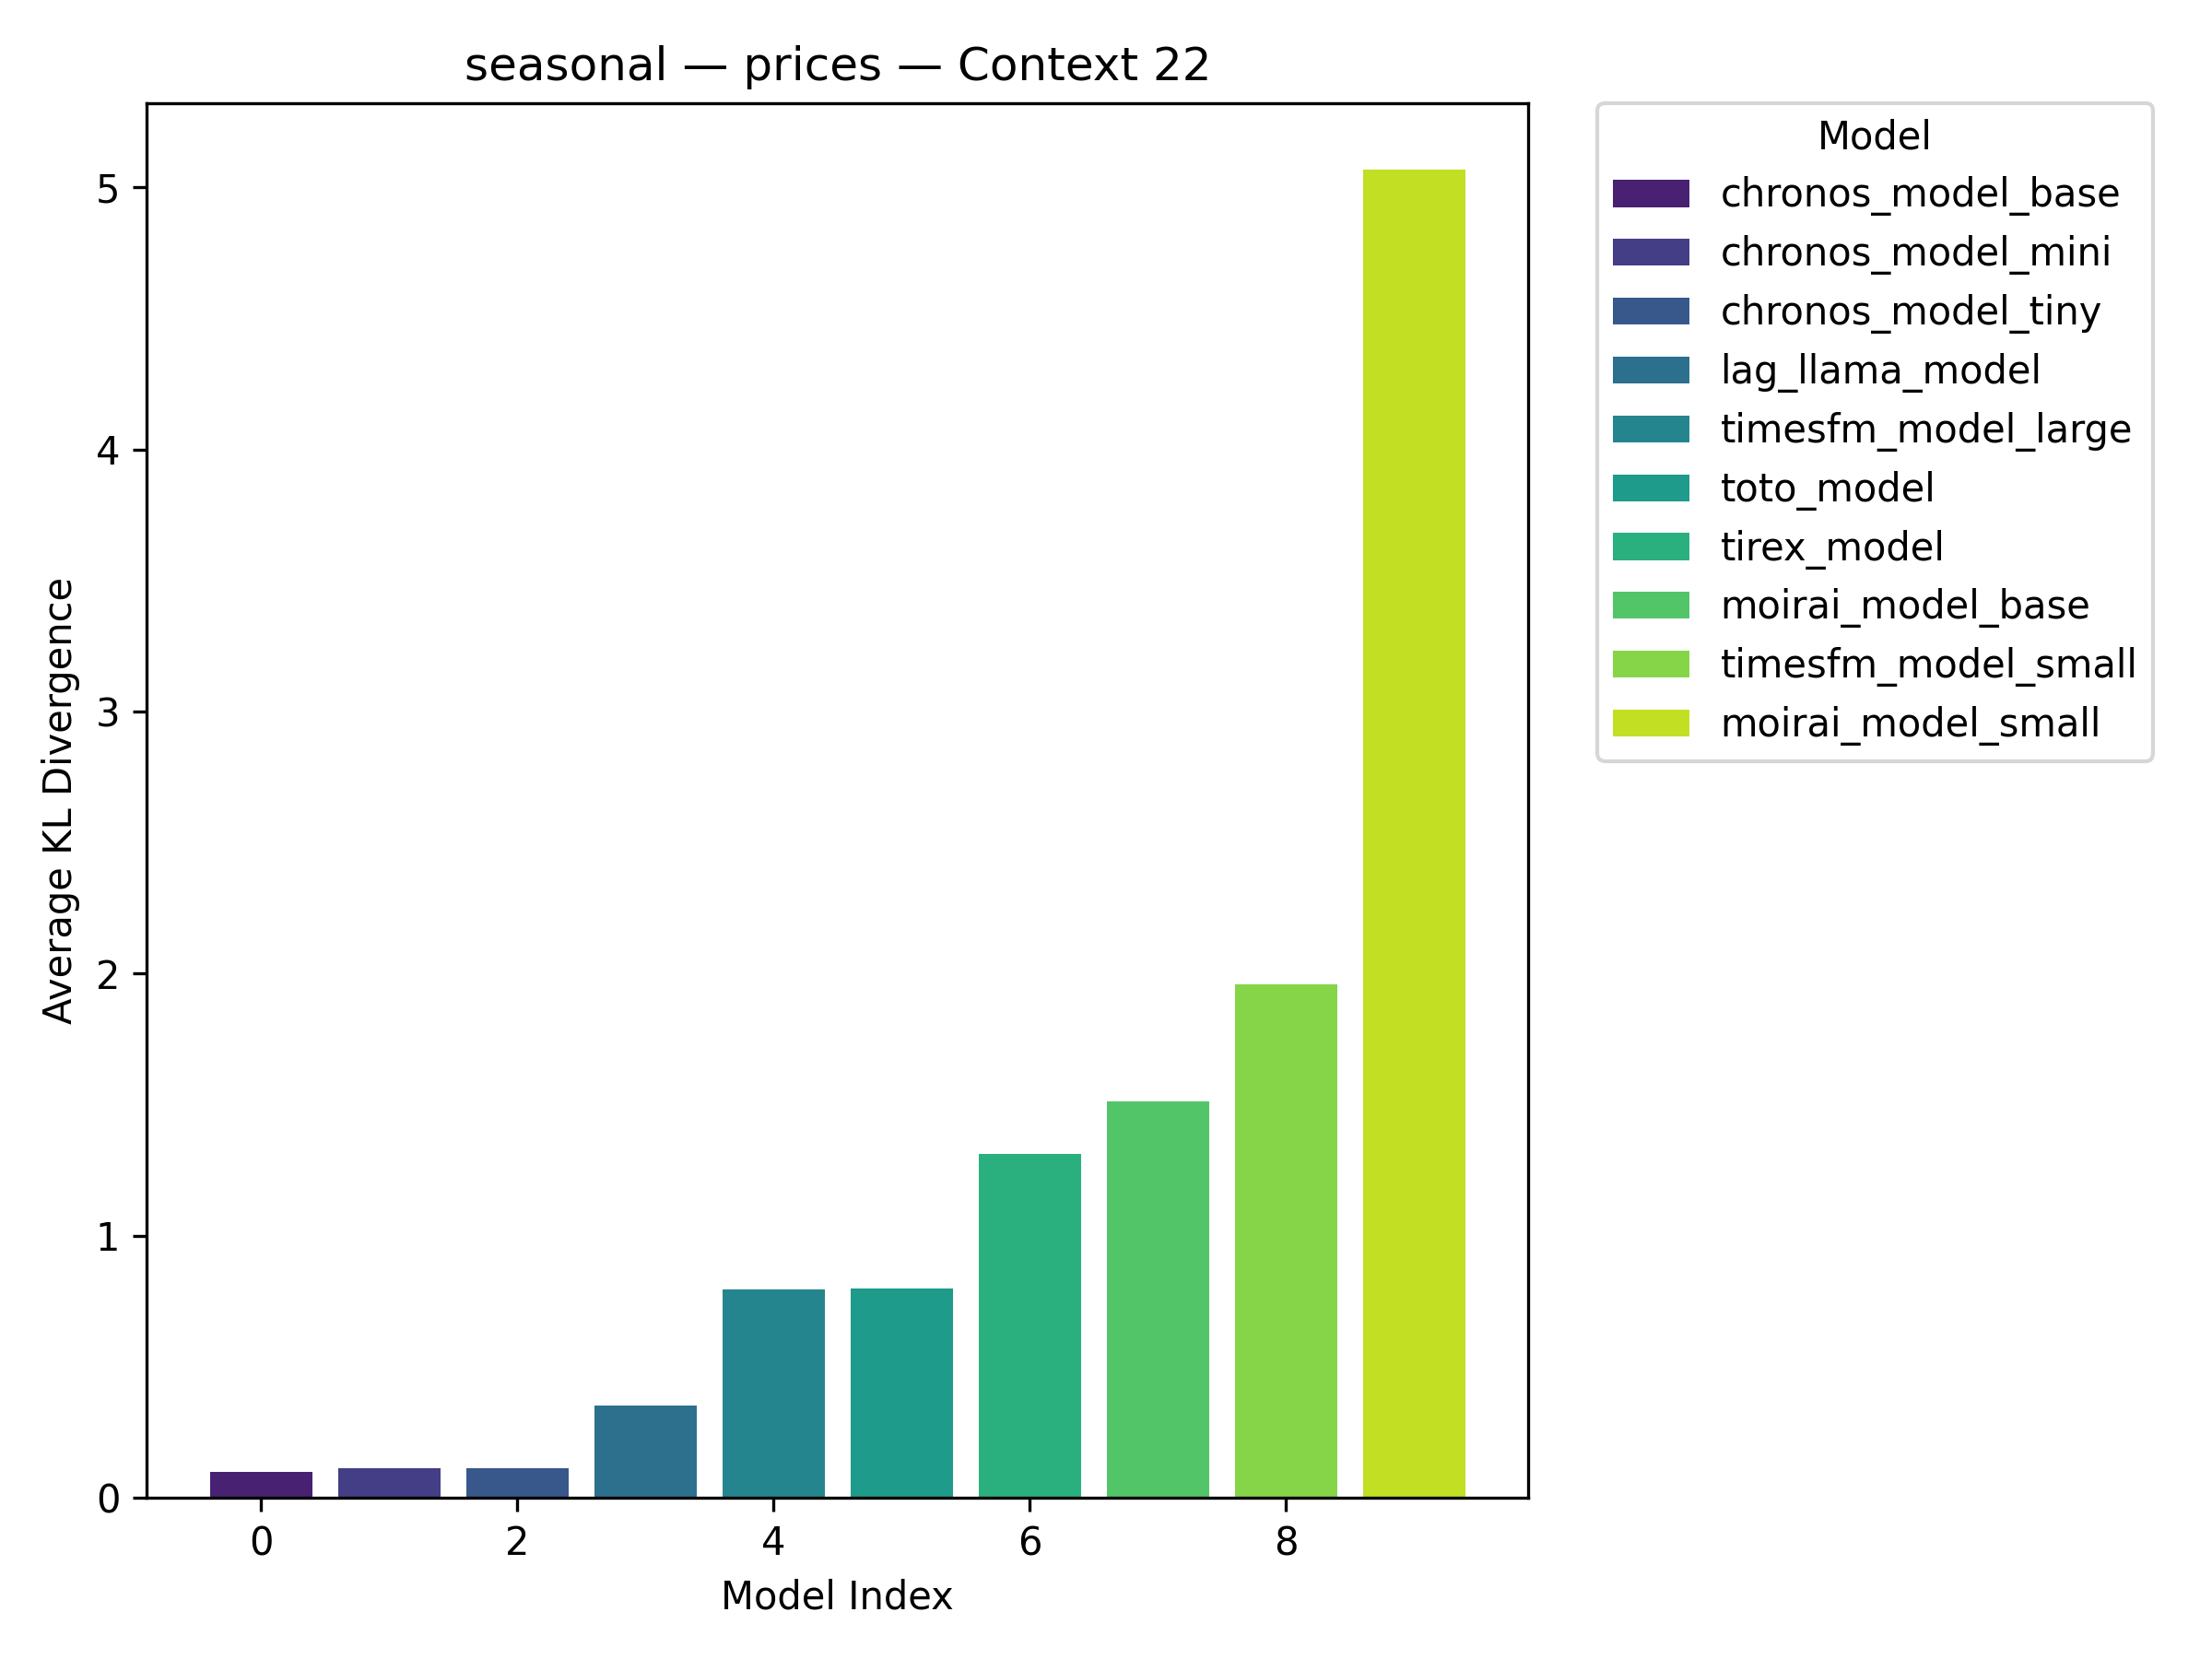 seasonal — prices — Context 22
Average KL Divergence
5
4
3
2
1
0
0 2 4 6 8
Model Index
Model
chronos_model_base
chronos_model_mini
chronos_model_tiny
lag_llama_model
timesfm_model_large
toto_model
tirex_model
moirai_model_base
timesfm_model_small
moirai_model_small